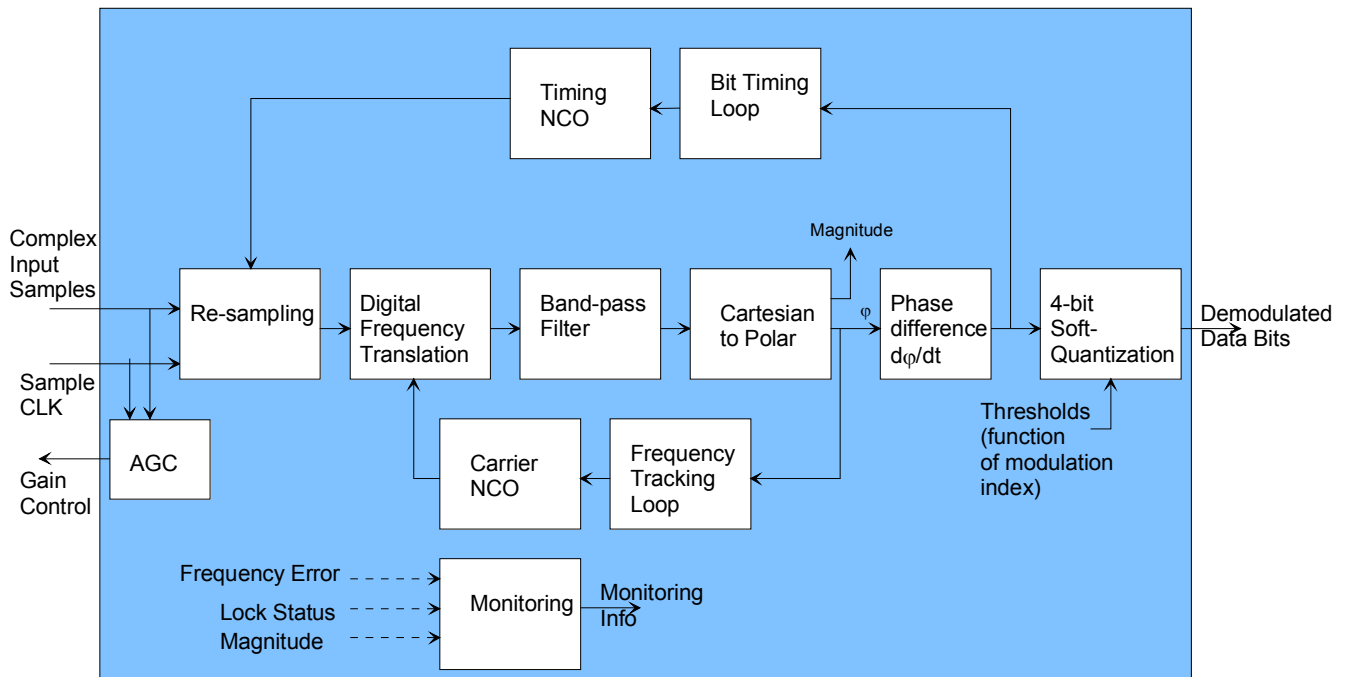 Timing
NCO
Bit Timing
Loop
Complex
Input
Samples
Magnitude
Re-sampling
Digital
Frequency
Translation
Band-pass
Filter
Cartesian
to Polar
φ
Phase
difference
dφ/dt
4-bit
Soft-
Quantization
Demodulated
Data Bits
Sample
CLK
AGC
Gain
Control
Carrier
NCO
Frequency
Tracking
Loop
Thresholds
(function
of modulation
index)
Frequency Error
Lock Status
Magnitude
Monitoring
Monitoring
Info